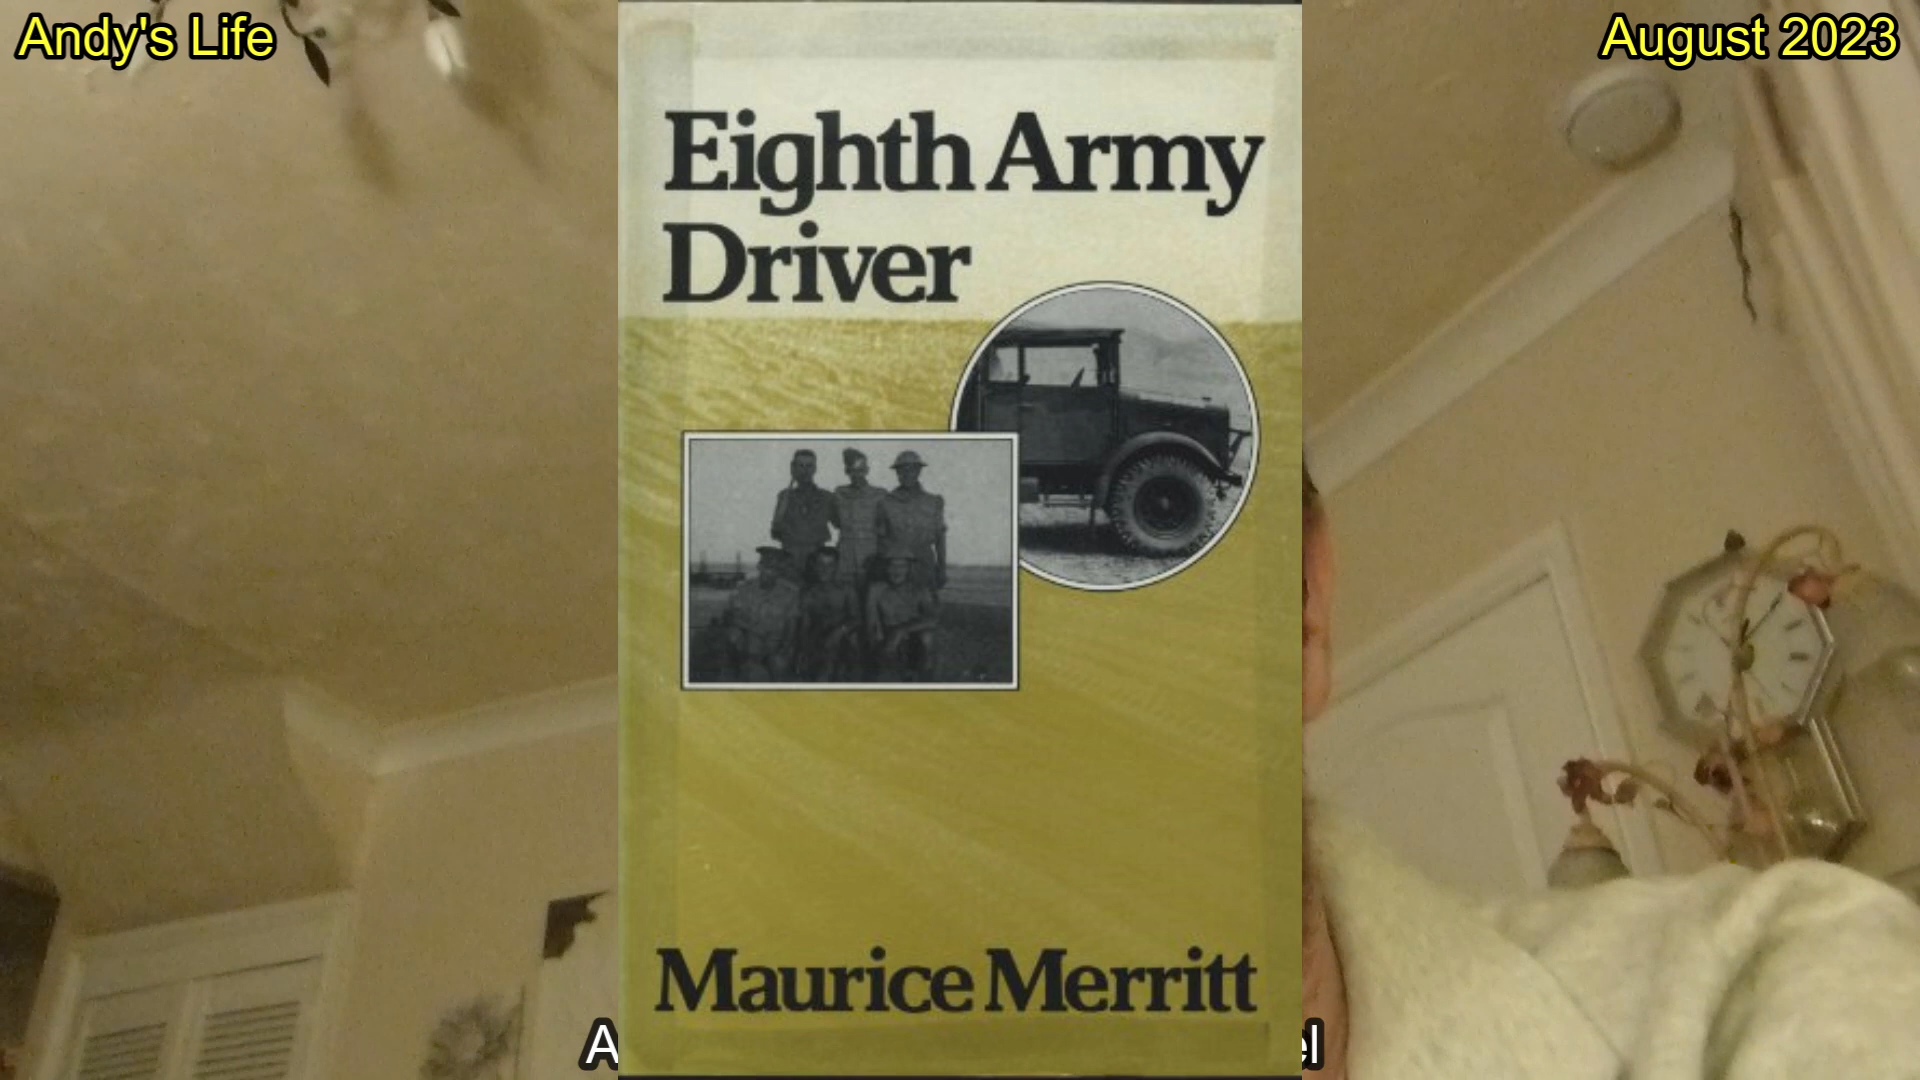 Andy's Life
August 2023
Eighth Army
Driver
Maurice Merritt